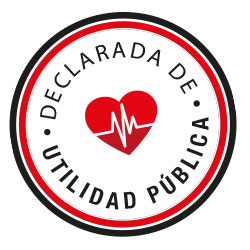 • DECLARADA DE •
UTILIDAD PÚBLICA